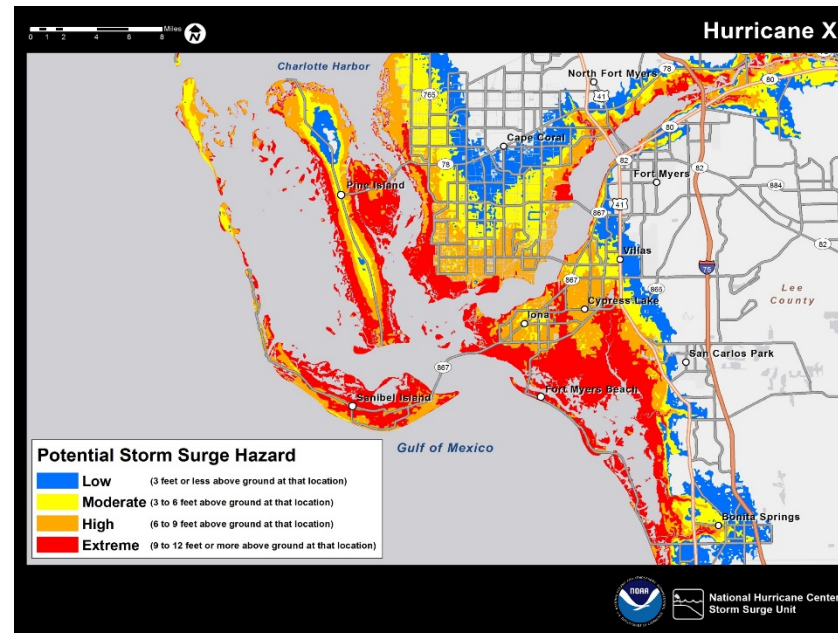 Miles
0 1 2 4 6 8
Hurricane X
Charlotte Harbor
North Fort Myers
78
80
765
41
Cape Coral
80
78
82
Fort Myers
Pine Island
884
867
41
82
Villas
867
75
865
Lee
County
Cypress Lake
Iona
San Carlos Park
867
Sanibel Island
Fort Myers Beach
Gulf of Mexico
Potential Storm Surge Hazard
Low (3 feet or less above ground at that location)
Moderate (3 to 6 feet above ground at that location)
High (6 to 9 feet above ground at that location)
Extreme (9 to 12 feet or more above ground at that location)
Bonita Springs
NOAA
National Hurricane Center
Storm Surge Unit